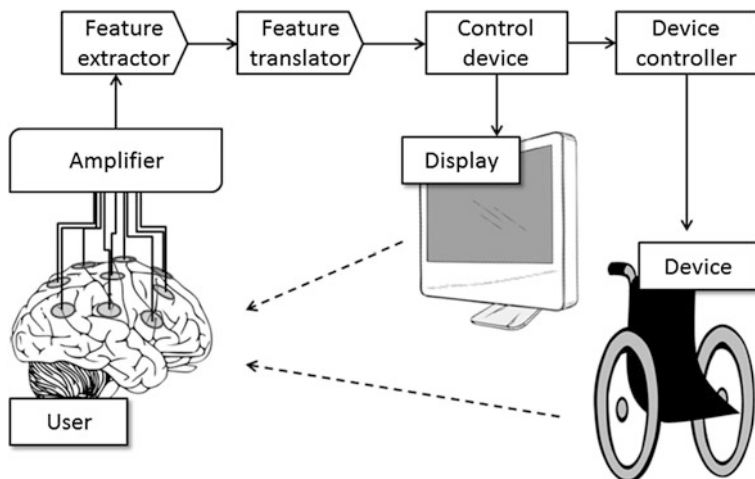 Feature
extractor
Feature
translator
Control
device
Device
controller
Amplifier
Display
Device
User